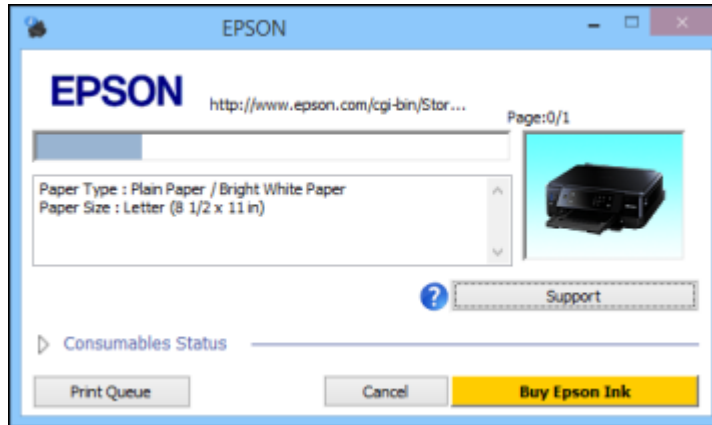 EPSON
EPSON
http://www.epson.com/cgi-bin/Stor...
Page:0/1
Paper Type : Plain Paper / Bright White Paper
Paper Size : Letter (8 1/2 x 11 in)
?
Support
Consumables Status
Print Queue
Cancel
Buy Epson Ink